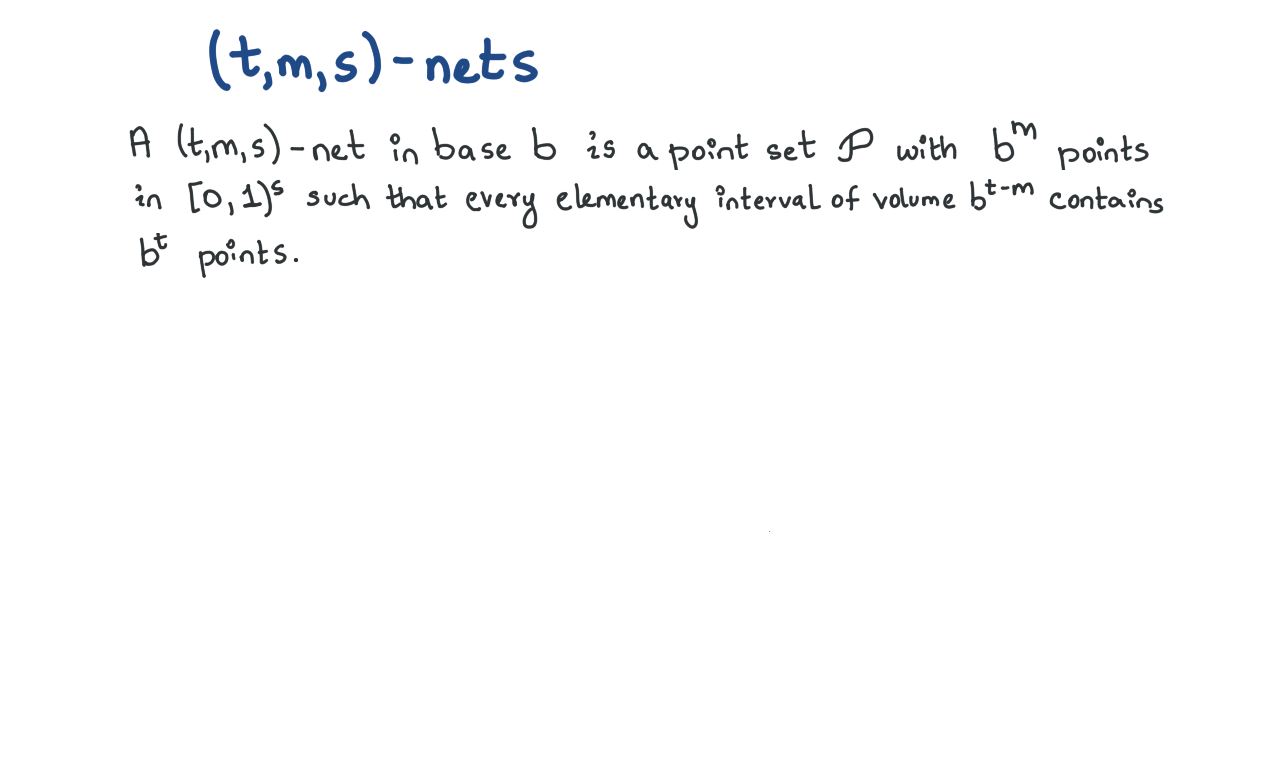 (t,m,s)-nets
A (t,m,s)-net in base b is a point set P with b^m points
in [0,1)^s such that every elementary interval of volume b^{t-m} contains
b^t points.